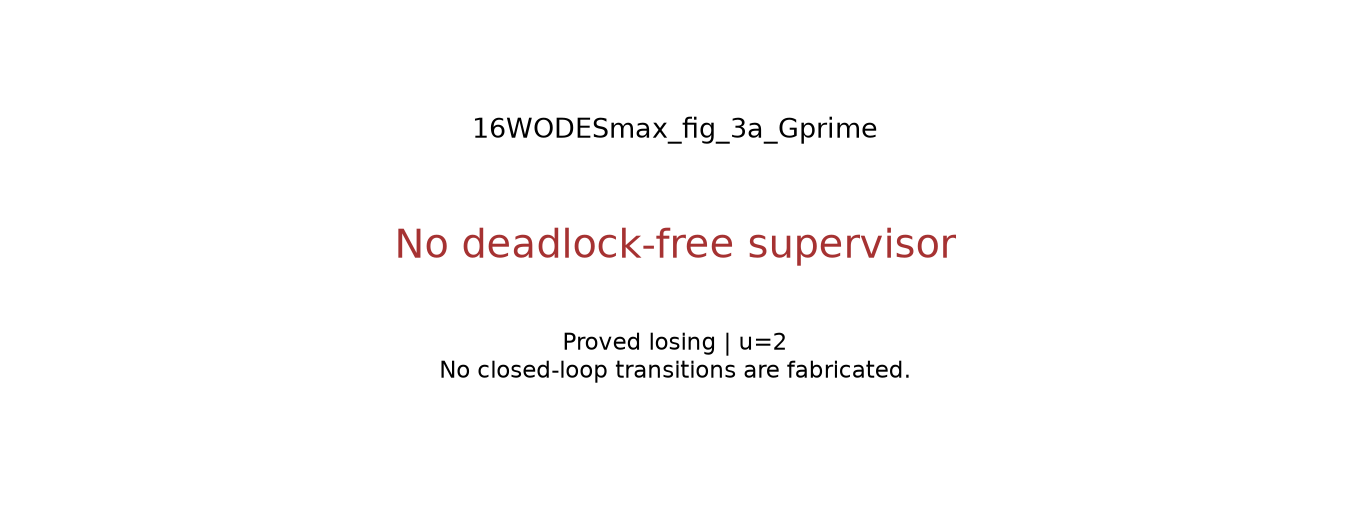 16WODESmax_fig_3a_Gprime
No deadlock-free supervisor
Proved losing | u=2
No closed-loop transitions are fabricated.